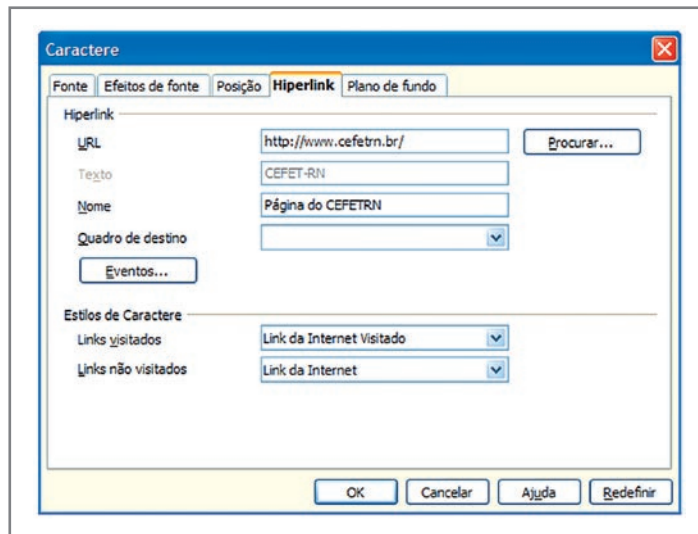 Caractere
Fonte Efeitos de fonte Posição Hiperlink Plano de fundo
Hiperlink
URL http://www.cefetrn.br/ Procurar...
Texto CEFET-RN
Nome Página do CEFETRN
Quadro de destino
Eventos...
Estilos de Caractere
Links visitados Link da Internet Visitado
Links não visitados Link da Internet
OK Cancelar Ajuda Redefinir